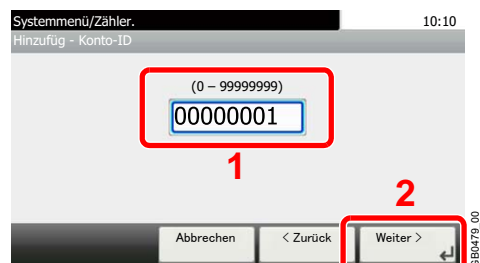 Systemmenü/Zähler.
10:10
Hinzufüg - Konto-ID
(0 – 99999999)
00000001
1
2
Abbrechen
< Zurück
Weiter >
GB0479_00